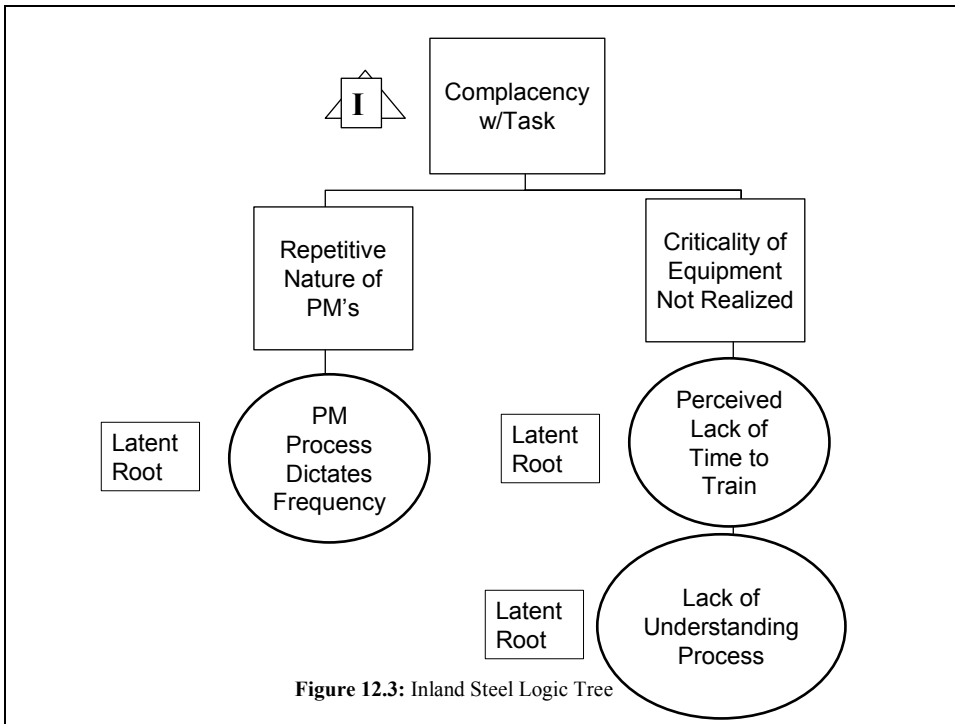 I
Complacency
w/Task
Repetitive
Nature of
PM's
Criticality of
Equipment
Not Realized
Latent
Root
PM
Process
Dictates
Frequency
Latent
Root
Perceived
Lack of
Time to
Train
Latent
Root
Lack of
Understanding
Process
Figure 12.3: Inland Steel Logic Tree